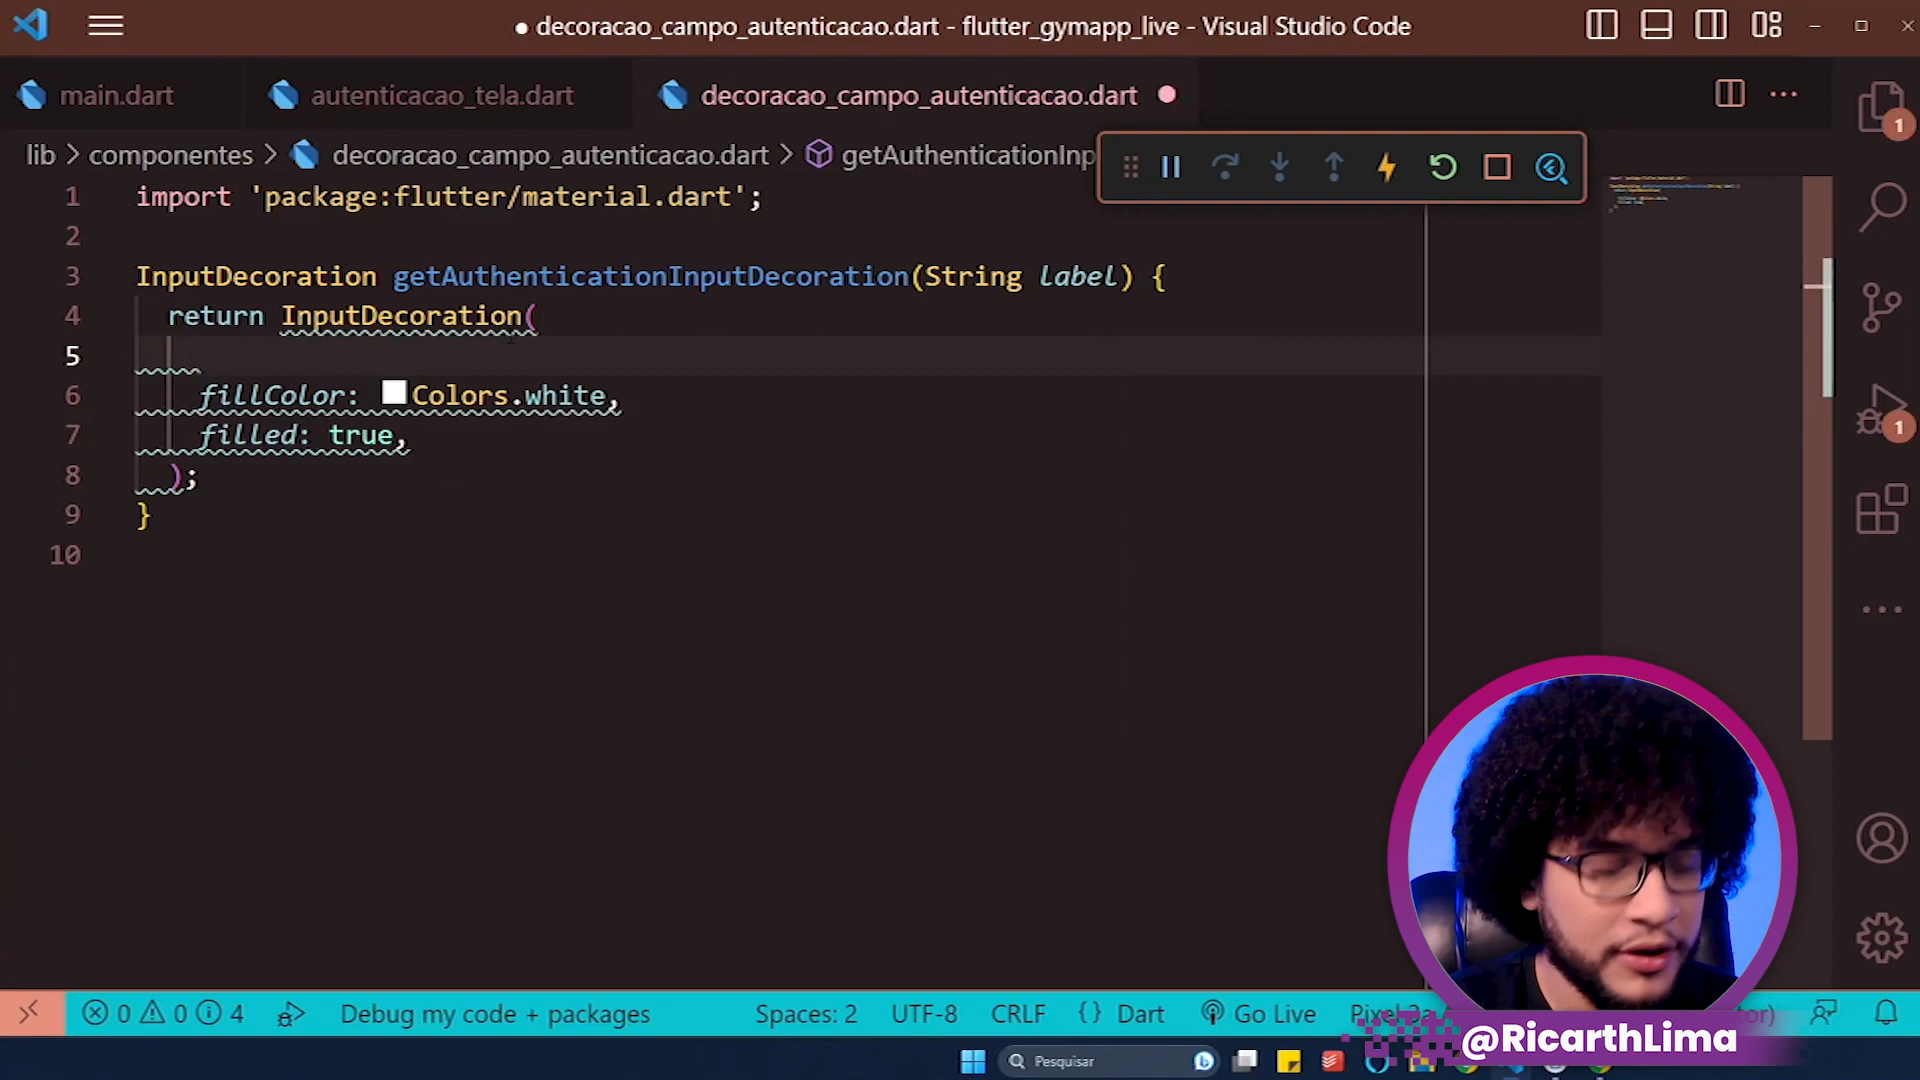 decoracao_campo_autenticacao.dart - flutter_gymapp_live - Visual Studio Code
main.dart
autenticacao_tela.dart
decoracao_campo_autenticacao.dart
lib > componentes > decoracao_campo_autenticacao.dart > getAuthenticationInp
1 import 'package:flutter/material.dart';
2
3 InputDecoration getAuthenticationInputDecoration(String label) {
4 return InputDecoration(
5
6 fillColor: Colors.white,
7 filled: true,
8 );
9 }
10
1
1
0 0 4 Debug my code + packages Spaces: 2 UTF-8 CRLF {} Dart Go Live
@RicarthLima
Pesquisar